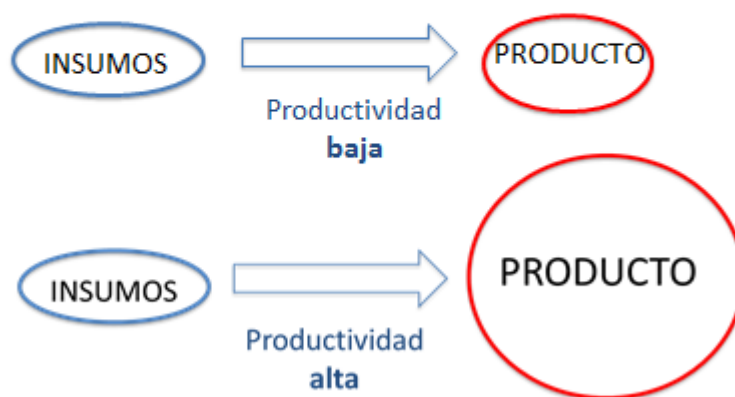 INSUMOS
PRODUCTO
Productividad
baja
INSUMOS
PRODUCTO
Productividad
alta